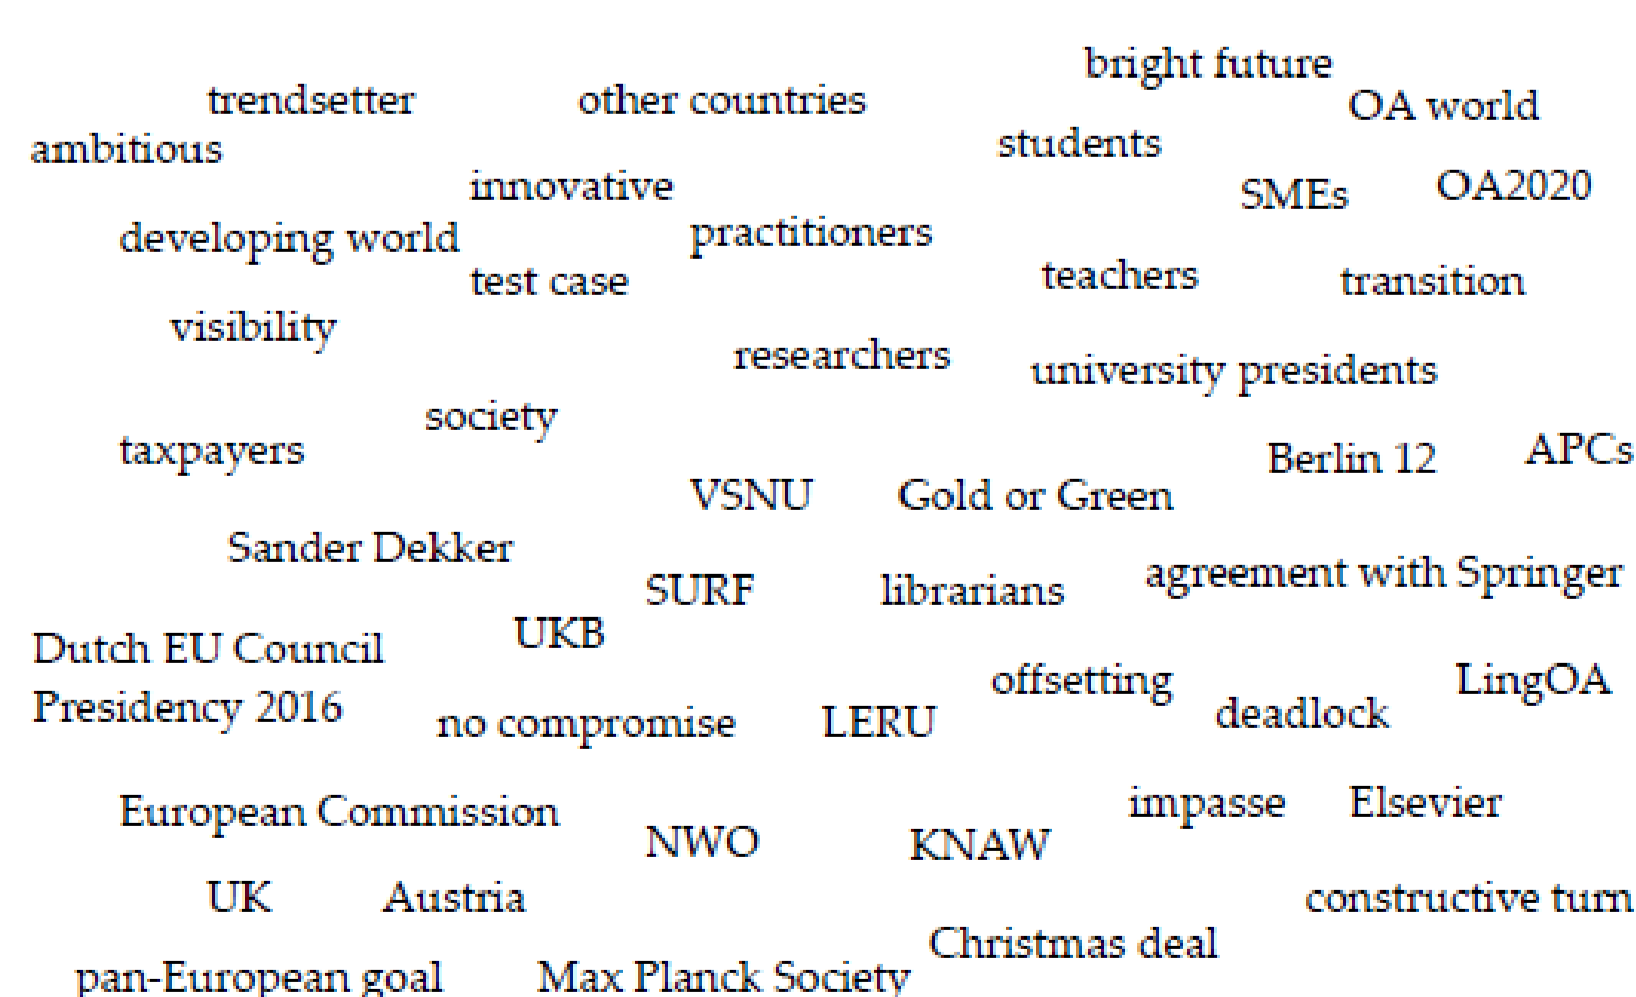 bright future
trendsetter other countries OA world
ambitious students
innovative SMEs OA2020
developing world practitioners
test case teachers transition
visibility
researchers university presidents
society
taxpayers Berlin 12 APCs
VSNU Gold or Green
Sander Dekker
SURF librarians agreement with Springer
Dutch EU Council UKB
offsetting LingOA
Presidency 2016 no compromise LERU deadlock
European Commission impasse Elsevier
NWO KNAW
UK Austria constructive turn
Christmas deal
pan-European goal Max Planck Society